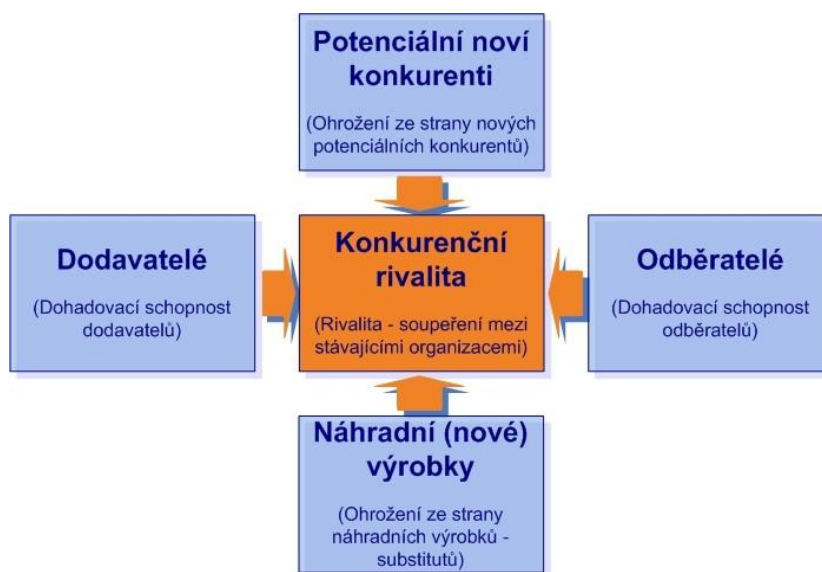 Potenciální noví
konkurenti
(Ohrožení ze strany nových
potenciálních konkurentů)
Dodavatelé
(Dohadovací schopnost
dodavatelů)
Konkurenční
rivalita
(Rivalita - soupeření mezi
stávajícími organizacemi)
Odběratelé
(Dohadovací schopnost
odběratelů)
Náhradní (nové)
výrobky
(Ohrožení ze strany
náhradních výrobků -
substitutů)